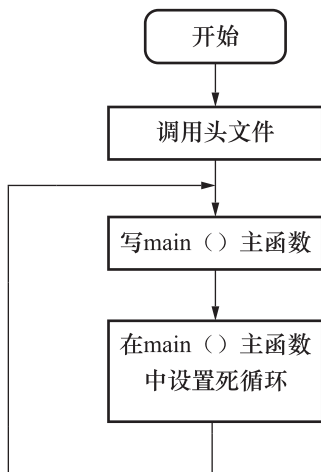 开始
调用头文件
写main（）主函数
在main（）主函数
中设置死循环